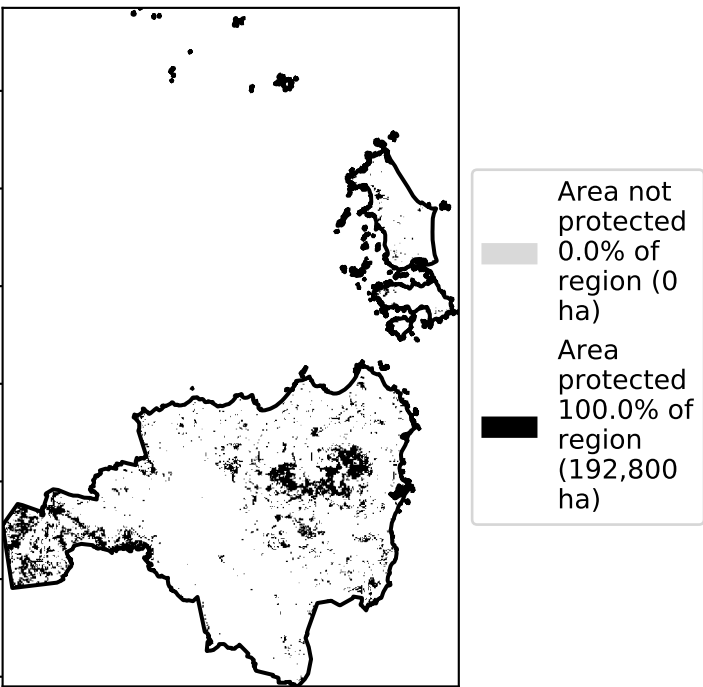 Area not
protected
0.0% of
region (0
ha)
Area
protected
100.0% of
region
(192,800
ha)